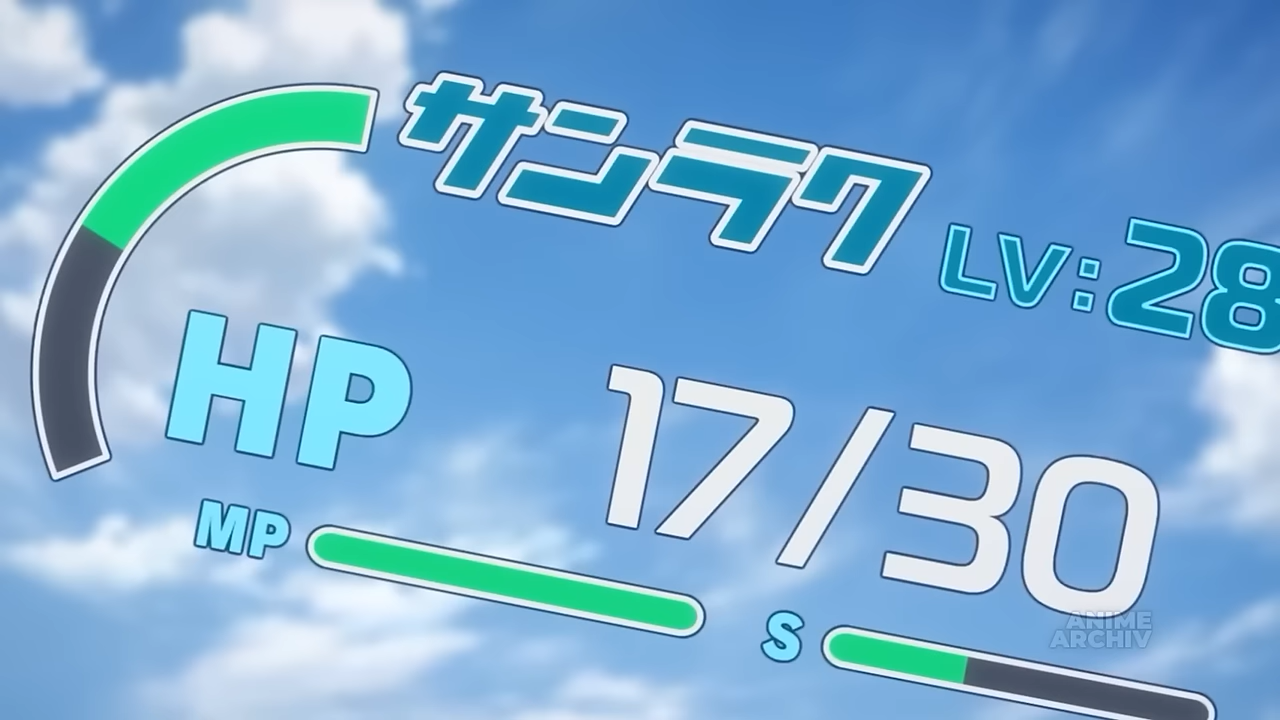 サンラク LV:28
HP 17/30
MP
S
ANIME
ARCHIV